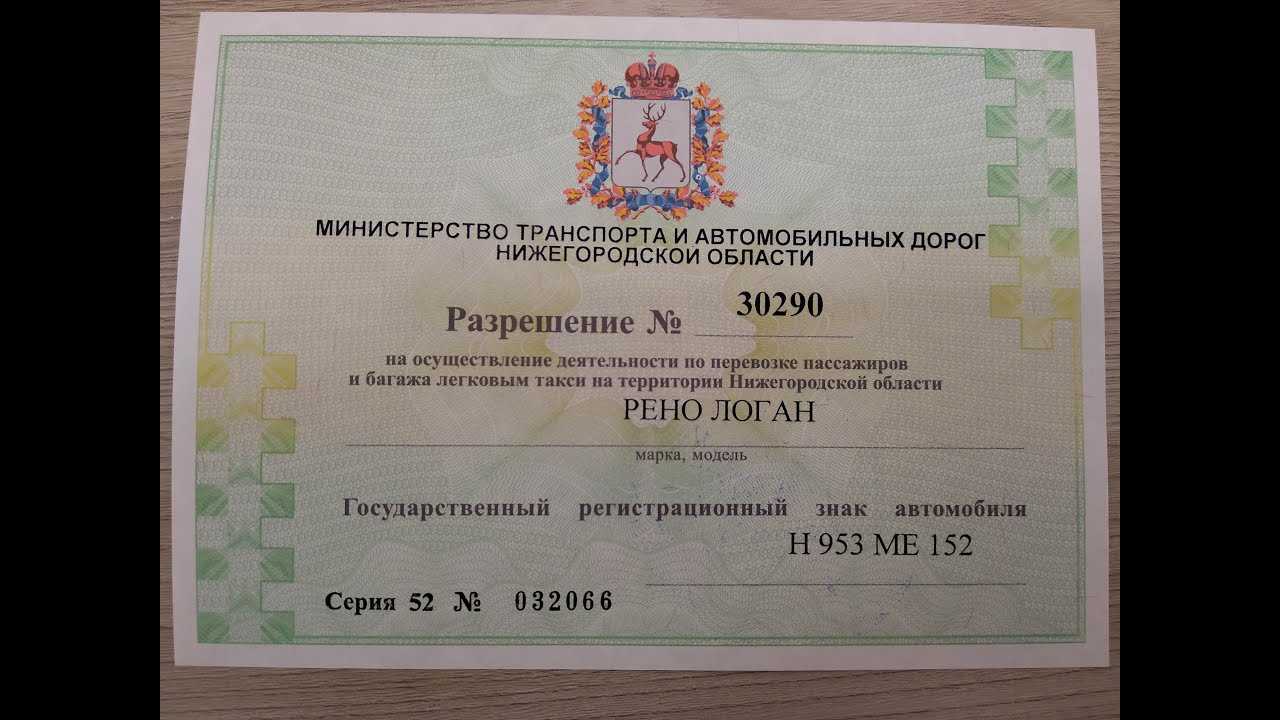 МИНИСТЕРСТВО ТРАНСПОРТА И АВТОМОБИЛЬНЫХ ДОРОГ
НИЖЕГОРОДСКОЙ ОБЛАСТИ
Разрешение № 30290
на осуществление деятельности по перевозке пассажиров
и багажа легковым такси на территории Нижегородской области
РЕНО ЛОГАН
марка, модель
Государственный регистрационный знак автомобиля
Н 953 МЕ 152
Серия 52 № 032066